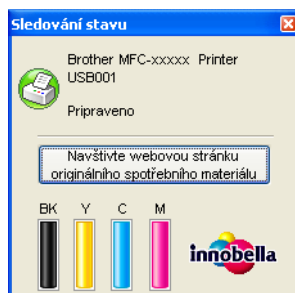 Sledování stavu
Brother MFC-xxxxx Printer
USB001
Pripraveno
Navštivte webovou stránku
originálního spotřebního materiálu
BK Y C M
innobella